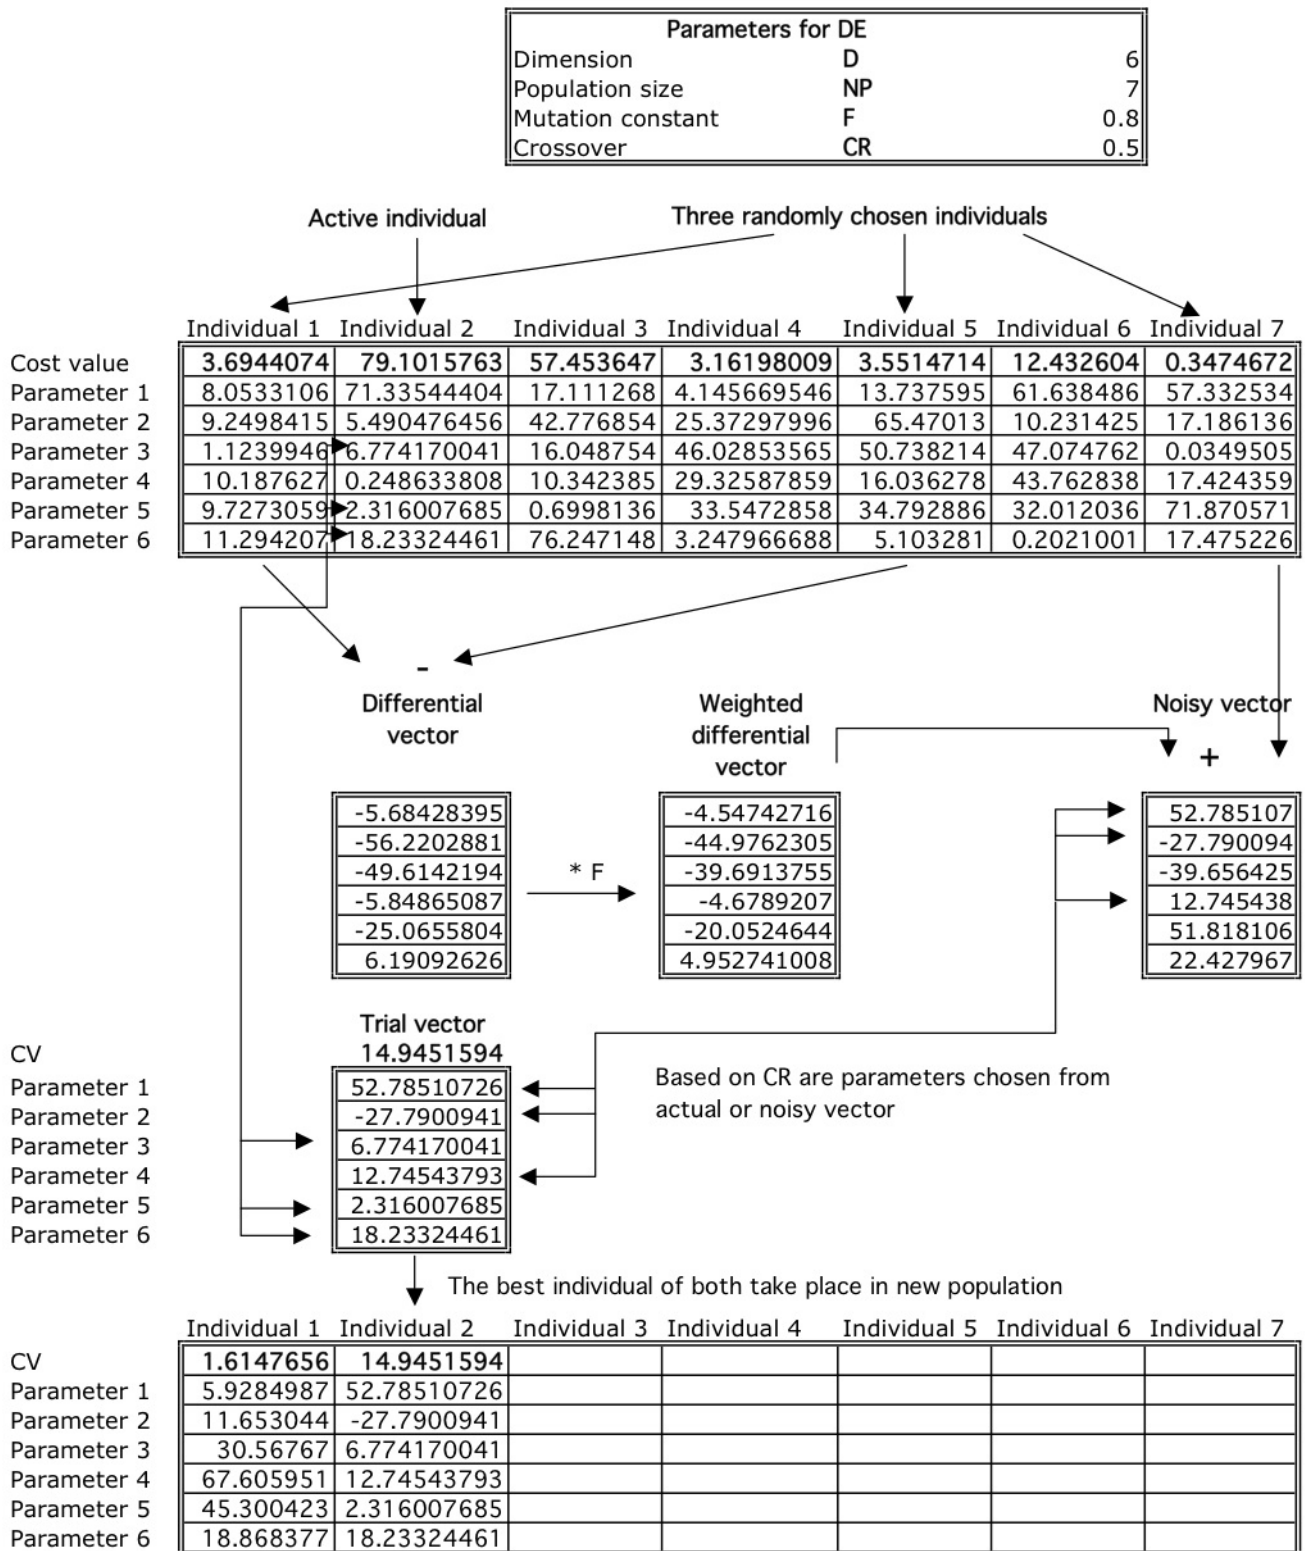 Parameters for DE
Dimension D 6
Population size NP 7
Mutation constant F 0.8
Crossover CR 0.5
Active individual Three randomly chosen individuals
Individual 1 Individual 2 Individual 3 Individual 4 Individual 5 Individual 6 Individual 7
Cost value 3.6944074 79.1015763 57.453647 3.16198009 3.5514714 12.432604 0.3474672
Parameter 1 8.0533106 71.33544404 17.111268 4.145669546 13.737595 61.638486 57.332534
Parameter 2 9.2498415 5.490476456 42.776854 25.37297996 65.47013 10.231425 17.186136
Parameter 3 1.1239946 6.774170041 16.048754 46.02853565 50.738214 47.074762 0.0349505
Parameter 4 10.187627 0.248633808 10.342385 29.32587859 16.036278 43.762838 17.424359
Parameter 5 9.7273059 2.316007685 0.6998136 33.5472858 34.792886 32.012036 71.870571
Parameter 6 11.294207 18.23324461 76.247148 3.247966688 5.103281 0.2021001 17.475226
-
Differential Weighted Noisy vector
vector differential
vector +
-5.68428395 -4.54742716 52.785107
-56.2202881 -44.9762305 -27.790094
-49.6142194 * F -39.6913755 -39.656425
-5.84865087 -4.6789207 12.745438
-25.0655804 -20.0524644 51.818106
6.19092626 4.952741008 22.427967
Trial vector
CV 14.9451594
Parameter 1 52.78510726 Based on CR are parameters chosen from
Parameter 2 -27.7900941 actual or noisy vector
Parameter 3 6.774170041
Parameter 4 12.74543793
Parameter 5 2.316007685
Parameter 6 18.23324461
The best individual of both take place in new population
Individual 1 Individual 2 Individual 3 Individual 4 Individual 5 Individual 6 Individual 7
CV 1.6147656 14.9451594
Parameter 1 5.9284987 52.78510726
Parameter 2 11.653044 -27.7900941
Parameter 3 30.56767 6.774170041
Parameter 4 67.605951 12.74543793
Parameter 5 45.300423 2.316007685
Parameter 6 18.868377 18.23324461